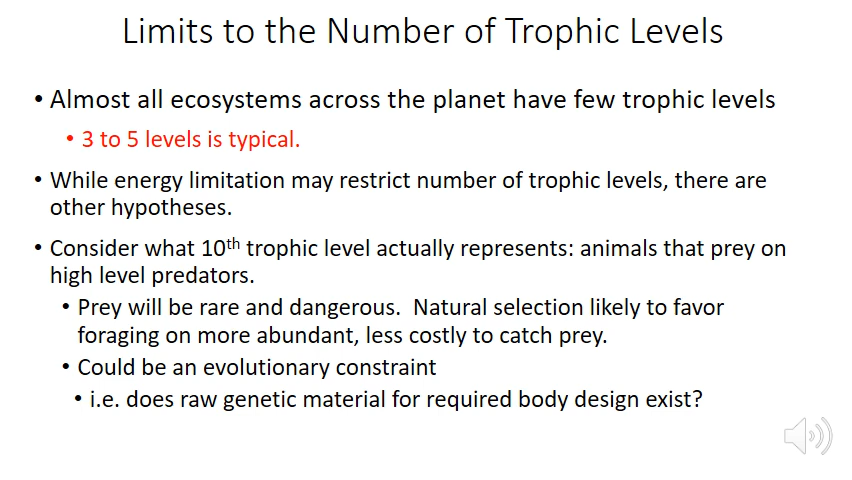 Limits to the Number of Trophic Levels
• Almost all ecosystems across the planet have few trophic levels
• 3 to 5 levels is typical.
• While energy limitation may restrict number of trophic levels, there are
other hypotheses.
• Consider what 10th trophic level actually represents: animals that prey on
high level predators.
• Prey will be rare and dangerous.  Natural selection likely to favor
foraging on more abundant, less costly to catch prey.
• Could be an evolutionary constraint
• i.e. does raw genetic material for required body design exist?